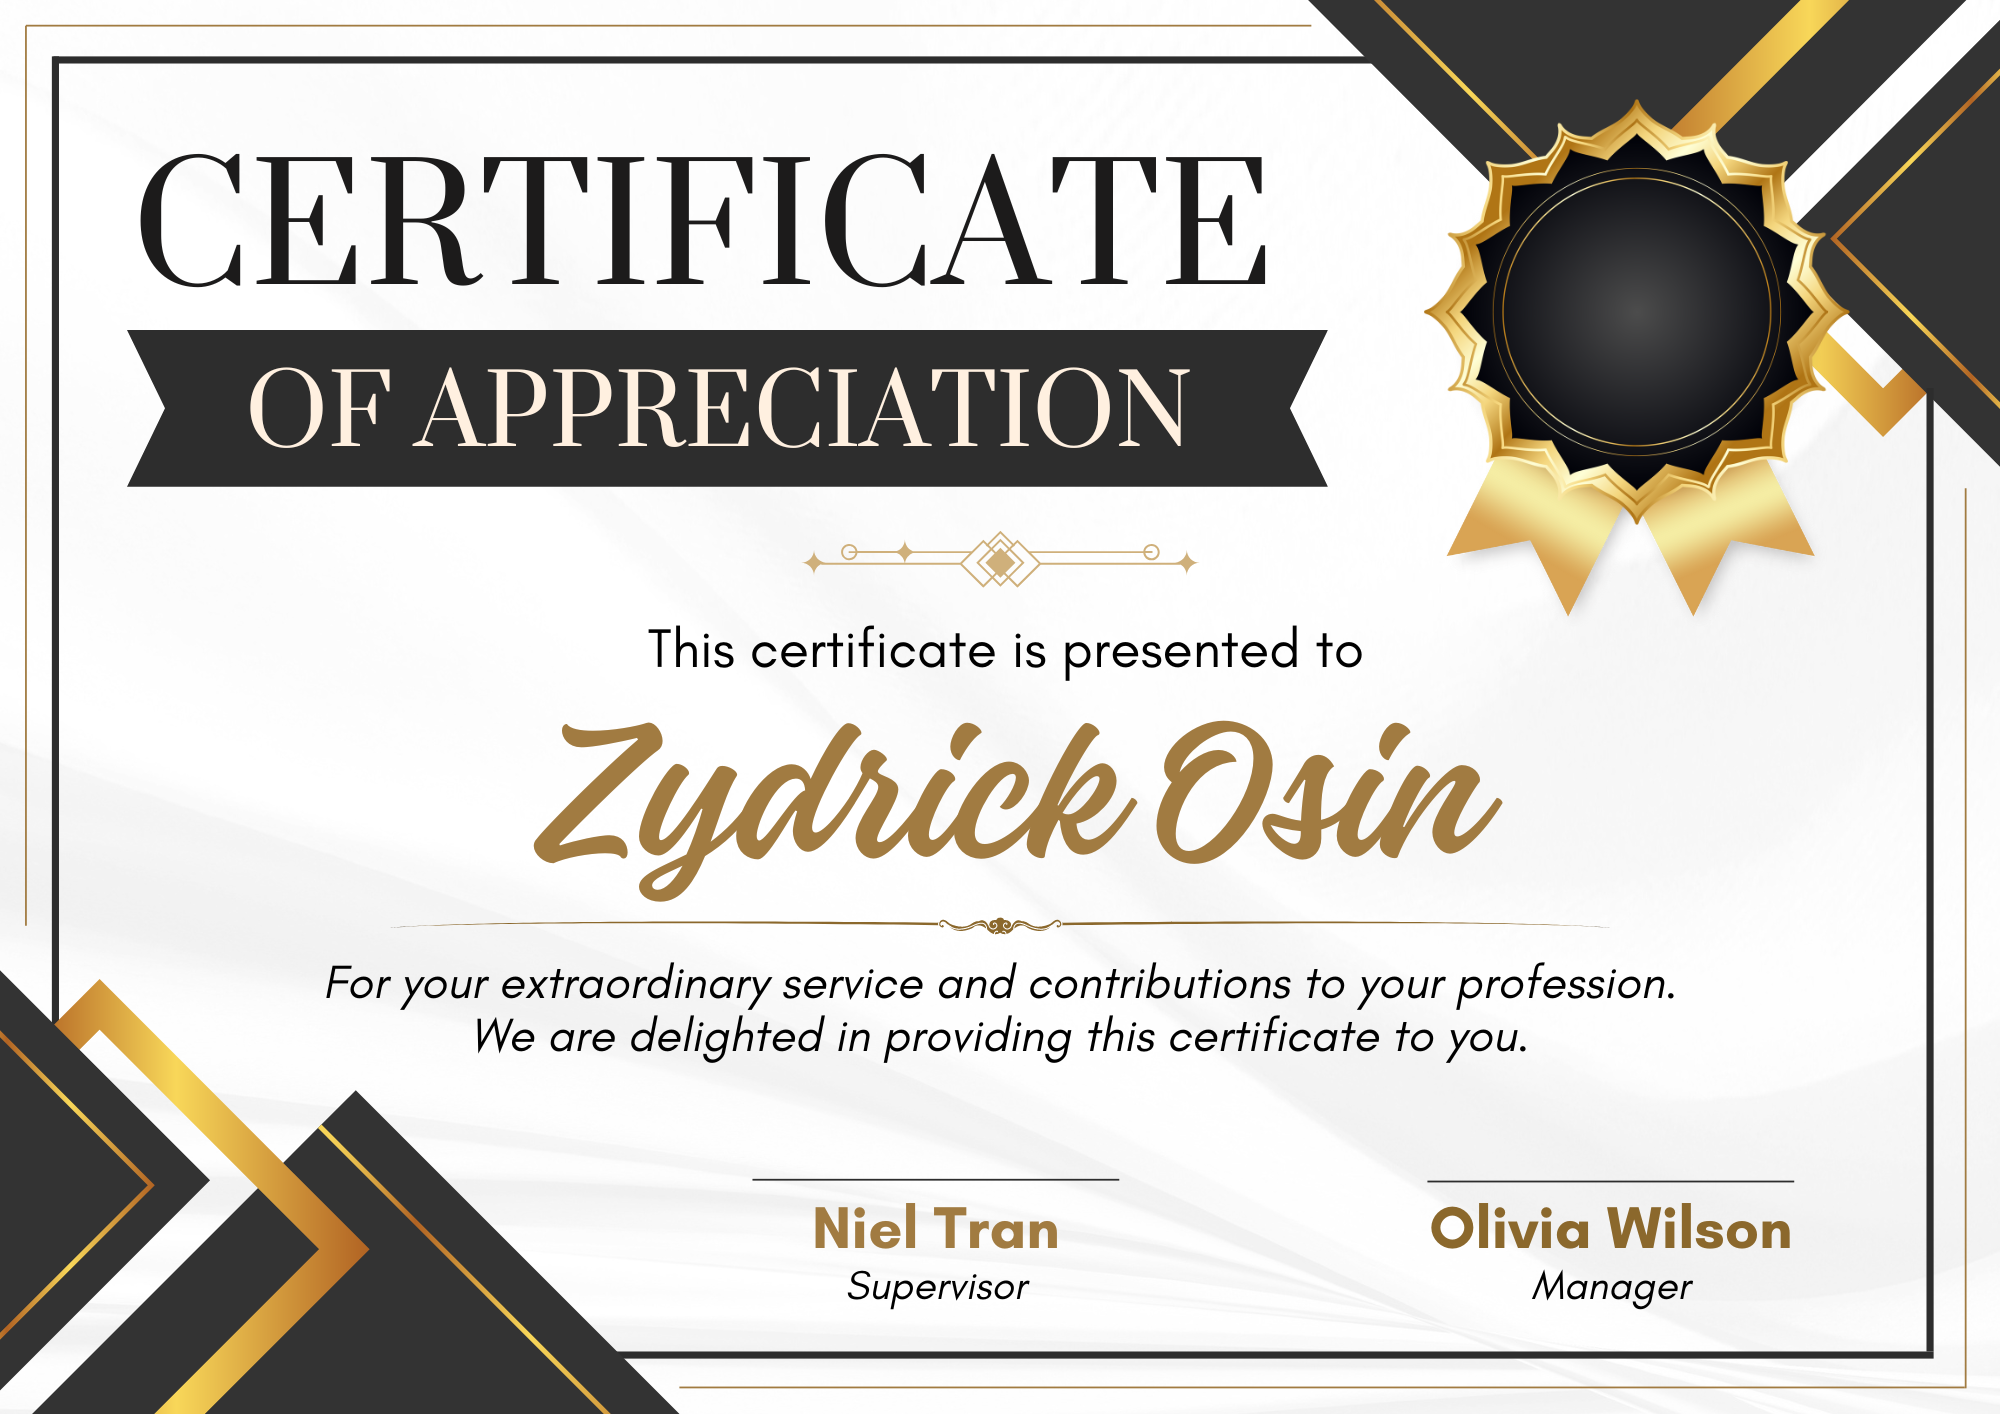 CERTIFICATE
OF APPRECIATION
This certificate is presented to
Zydrick Osin
For your extraordinary service and contributions to your profession.
We are delighted in providing this certificate to you.
Niel Tran
Supervisor
Olivia Wilson
Manager